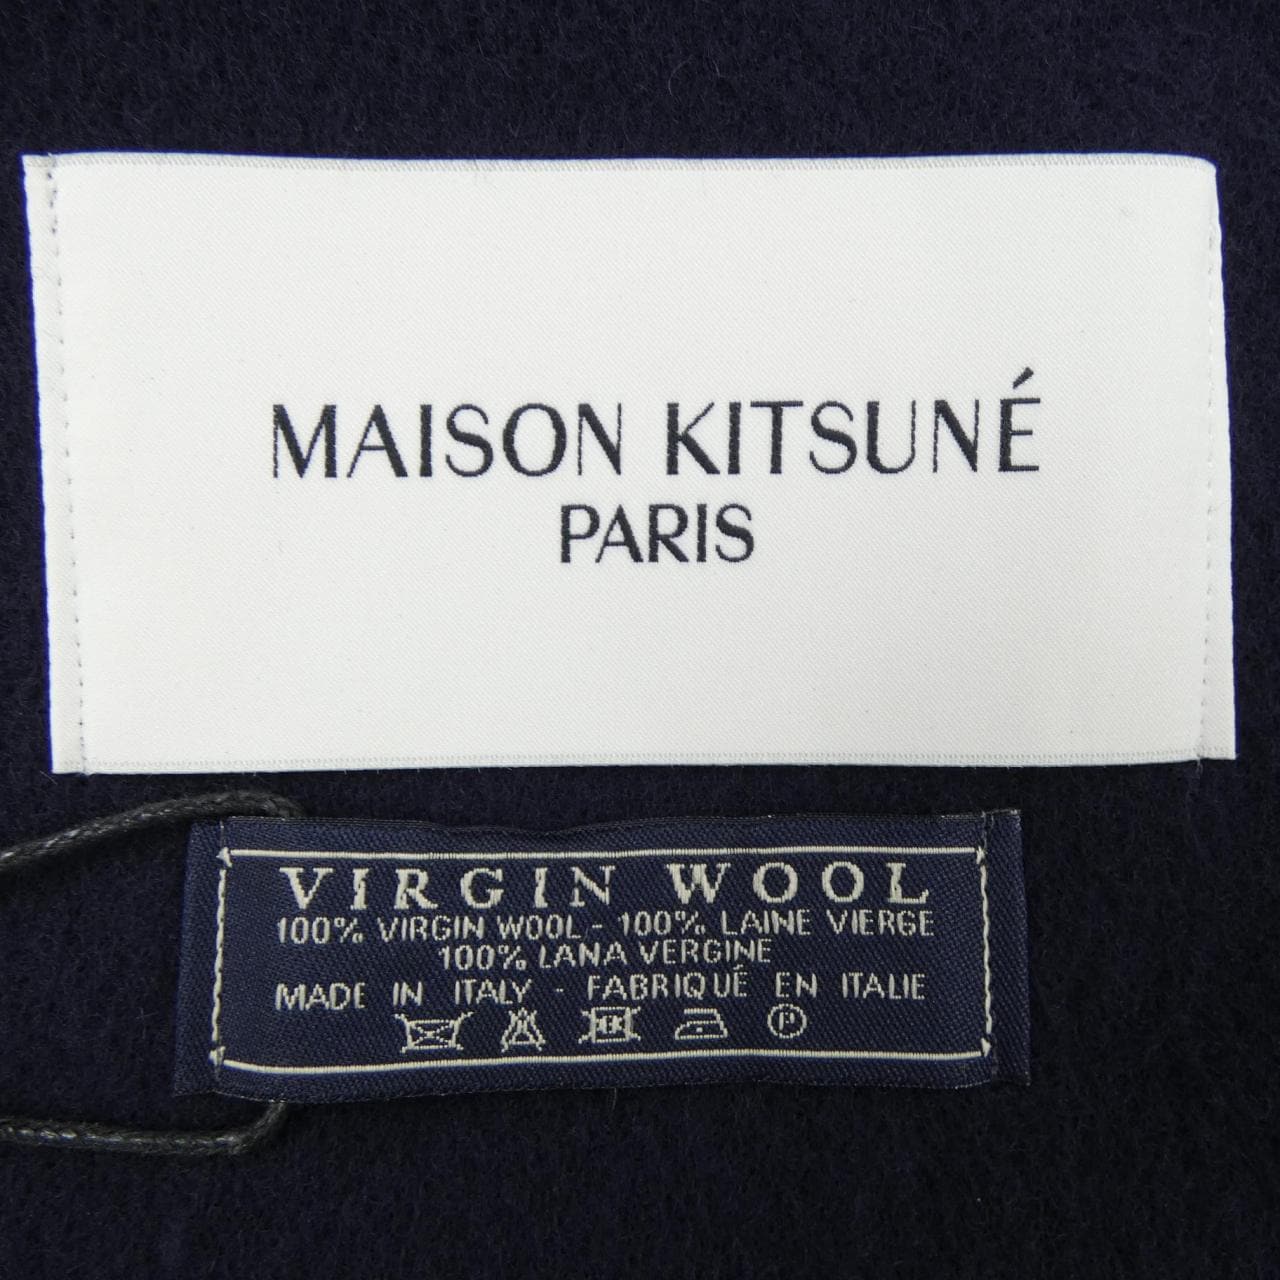 MAISON KITSUNÉ
PARIS
VIRGIN WOOL
100% VIRGIN WOOL - 100% LAINE VIERGE
100% LANA VERGINE
MADE IN ITALY - FABRIQUÉ EN ITALIE
P